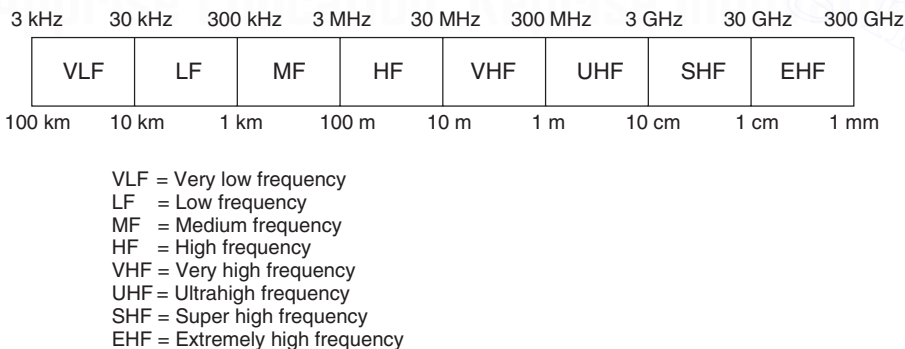 3 kHz 30 kHz 300 kHz 3 MHz 30 MHz 300 MHz 3 GHz 30 GHz 300 GHz
VLF LF MF HF VHF UHF SHF EHF
100 km 10 km 1 km 100 m 10 m 1 m 10 cm 1 cm 1 mm
VLF = Very low frequency
LF = Low frequency
MF = Medium frequency
HF = High frequency
VHF = Very high frequency
UHF = Ultrahigh frequency
SHF = Super high frequency
EHF = Extremely high frequency